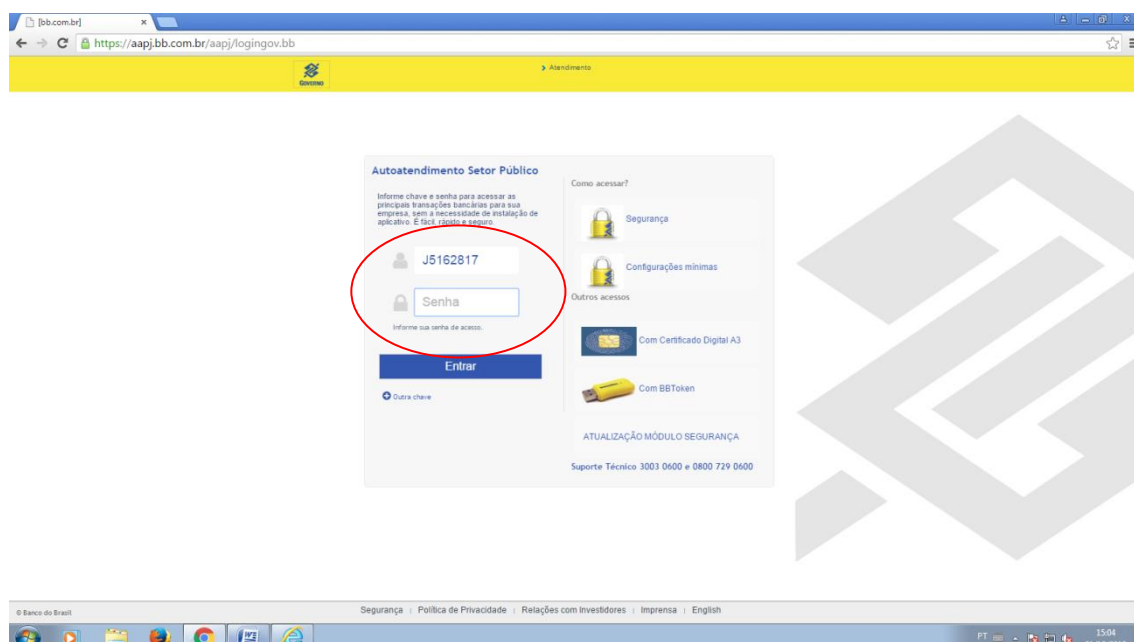 [bb.com.br]
https://aapj.bb.com.br/aapj/logingov.bb
Governo
Atendimento
Autoatendimento Setor Público
Informe chave e senha para acessar as
principais transações bancárias para sua
empresa, sem a necessidade de instalação de
aplicativo. É fácil, rápido e seguro.
J5162817
Senha
Informe sua senha de acesso.
Entrar
Outra chave
Como acessar?
Segurança
Configurações mínimas
Outros acessos
Com Certificado Digital A3
Com BBToken
ATUALIZAÇÃO MÓDULO SEGURANÇA
Suporte Técnico 3003 0600 e 0800 729 0600
© Banco do Brasil
Segurança | Política de Privacidade | Relações com Investidores | Imprensa | English
PT
15:04